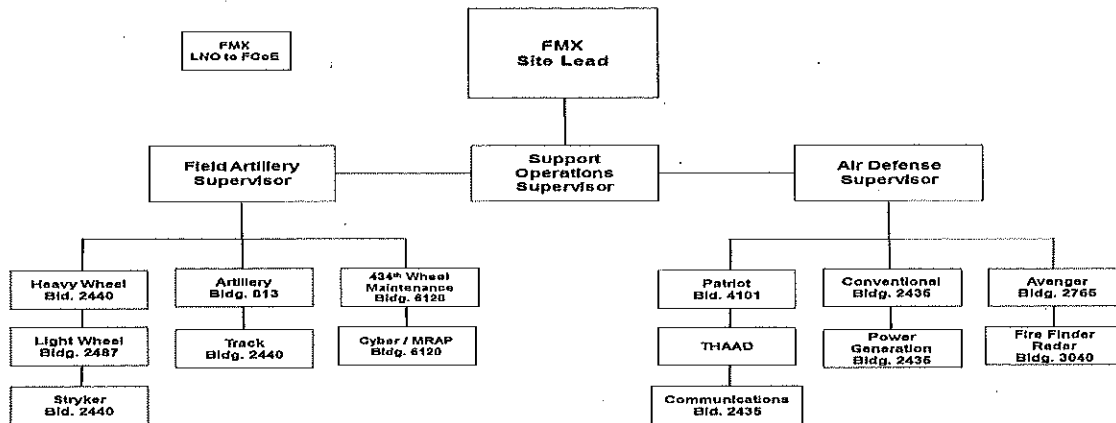 FMX
LNO to FCoE
FMX
Site Lead
Field Artillery
Supervisor
Support
Operations
Supervisor
Air Defense
Supervisor
Heavy Wheel
Bld. 2440
Artillery
Bldg. 813
434th Wheel
Maintenance
Bldg. 6120
Patriot
Bld. 4101
Conventional
Bldg. 2435
Avenger
Bldg. 2765
Light Wheel
Bldg. 2487
Track
Bldg. 2440
Cyber / MRAP
Bldg. 6120
THAAD
Power
Generation
Bldg. 2435
Fire Finder
Radar
Bldg. 3040
Stryker
Bld. 2440
Communications
Bld. 2435